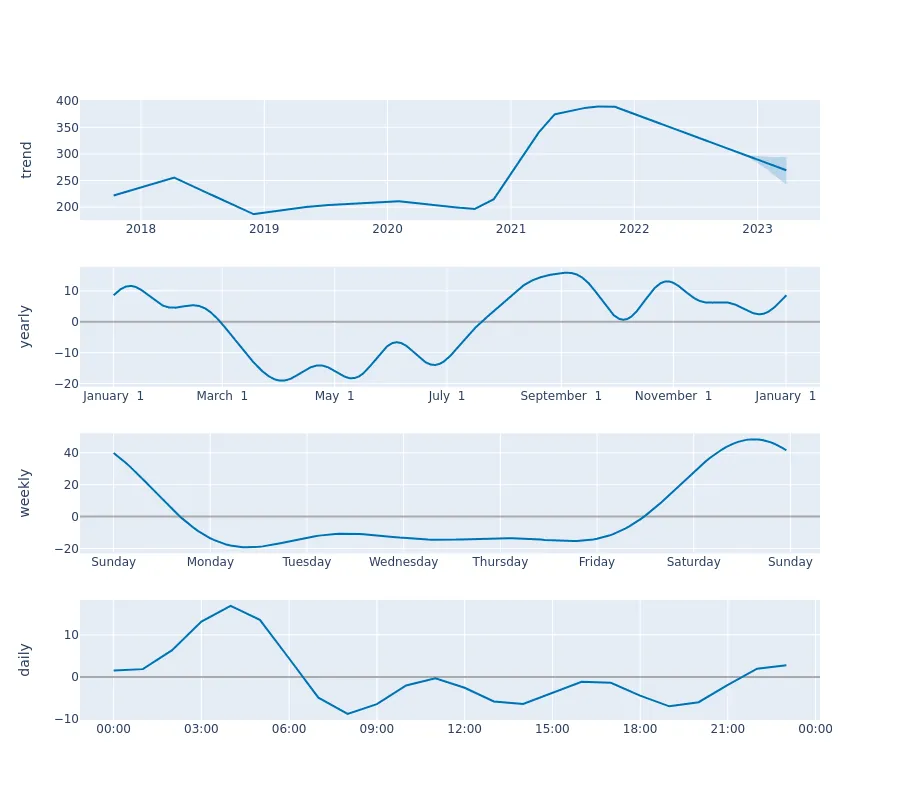 trend
400
350
300
250
200
2018 2019 2020 2021 2022 2023
yearly
10
0
−10
−20
January 1 March 1 May 1 July 1 September 1 November 1 January 1
weekly
40
20
0
−20
Sunday Monday Tuesday Wednesday Thursday Friday Saturday Sunday
daily
10
0
−10
00:00 03:00 06:00 09:00 12:00 15:00 18:00 21:00 00:00